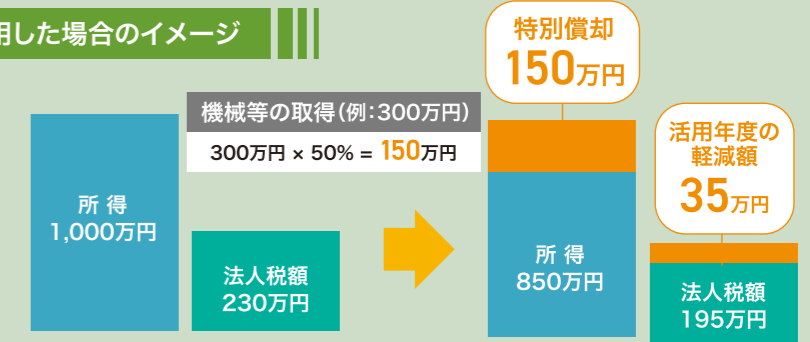 用した場合のイメージ
特別償却
150万円
機械等の取得（例：300万円）
300万円 × 50% = 150万円
活用年度の
軽減額
35万円
所 得
1,000万円
法人税額
230万円
所 得
850万円
法人税額
195万円